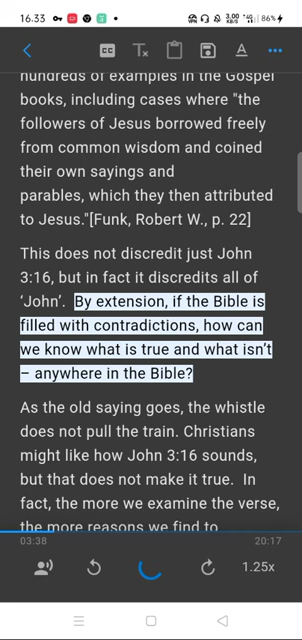 16.33
3,00
KB/S
86%
CC
hundreds of examples in the Gospel
books, including cases where "the
followers of Jesus borrowed freely
from common wisdom and coined
their own sayings and
parables, which they then attributed
to Jesus."[Funk, Robert W., p. 22]
This does not discredit just John
3:16, but in fact it discredits all of
‘John’.  By extension, if the Bible is
filled with contradictions, how can
we know what is true and what isn’t
– anywhere in the Bible?
As the old saying goes, the whistle
does not pull the train. Christians
might like how John 3:16 sounds,
but that does not make it true.  In
fact, the more we examine the verse,
the more reasons we find to
03:38
20:17
1.25x